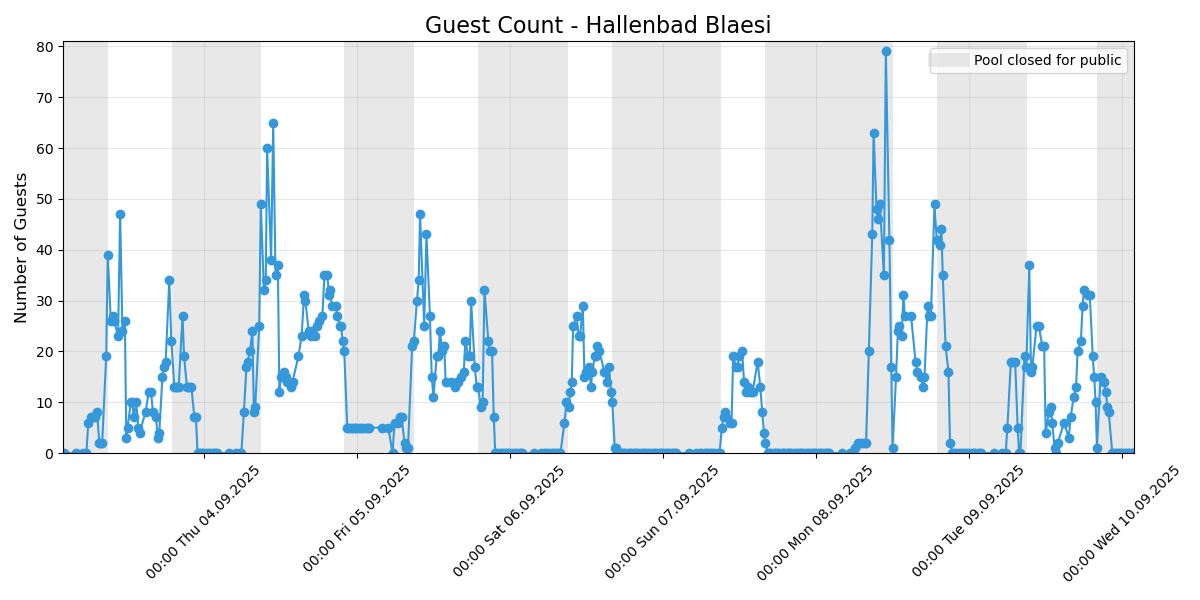 Guest Count - Hallenbad Blaesi
Pool closed for public
Number of Guests
80
70
60
50
40
30
20
10
0
00:00 Thu 04.09.2025
00:00 Fri 05.09.2025
00:00 Sat 06.09.2025
00:00 Sun 07.09.2025
00:00 Mon 08.09.2025
00:00 Tue 09.09.2025
00:00 Wed 10.09.2025